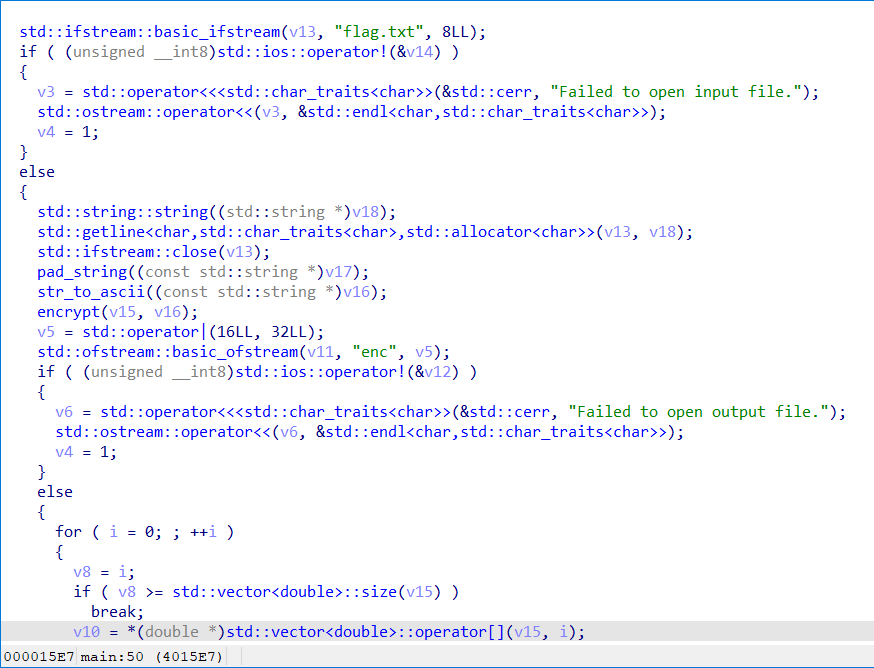 std::ifstream::basic_ifstream(v13, "flag.txt", 8LL);
if ( (unsigned __int8)std::ios::operator!(&v14) )
{
v3 = std::operator<<<std::char_traits<char>>(&std::cerr, "Failed to open input file.");
std::ostream::operator<<(v3, &std::endl<char,std::char_traits<char>>);
v4 = 1;
}
else
{
std::string::string((std::string *)v18);
std::getline<char,std::char_traits<char>,std::allocator<char>>(v13, v18);
std::ifstream::close(v13);
pad_string((const std::string *)v17);
str_to_ascii((const std::string *)v16);
encrypt(v15, v16);
v5 = std::operator|(16LL, 32LL);
std::ofstream::basic_ofstream(v11, "enc", v5);
if ( (unsigned __int8)std::ios::operator!(&v12) )
{
v6 = std::operator<<<std::char_traits<char>>(&std::cerr, "Failed to open output file.");
std::ostream::operator<<(v6, &std::endl<char,std::char_traits<char>>);
v4 = 1;
}
else
{
for ( i = 0; ; ++i )
{
v8 = i;
if ( v8 >= std::vector<double>::size(v15) )
break;
v10 = *(double *)std::vector<double>::operator[](v15, i);
000015E7 main:50 (4015E7)